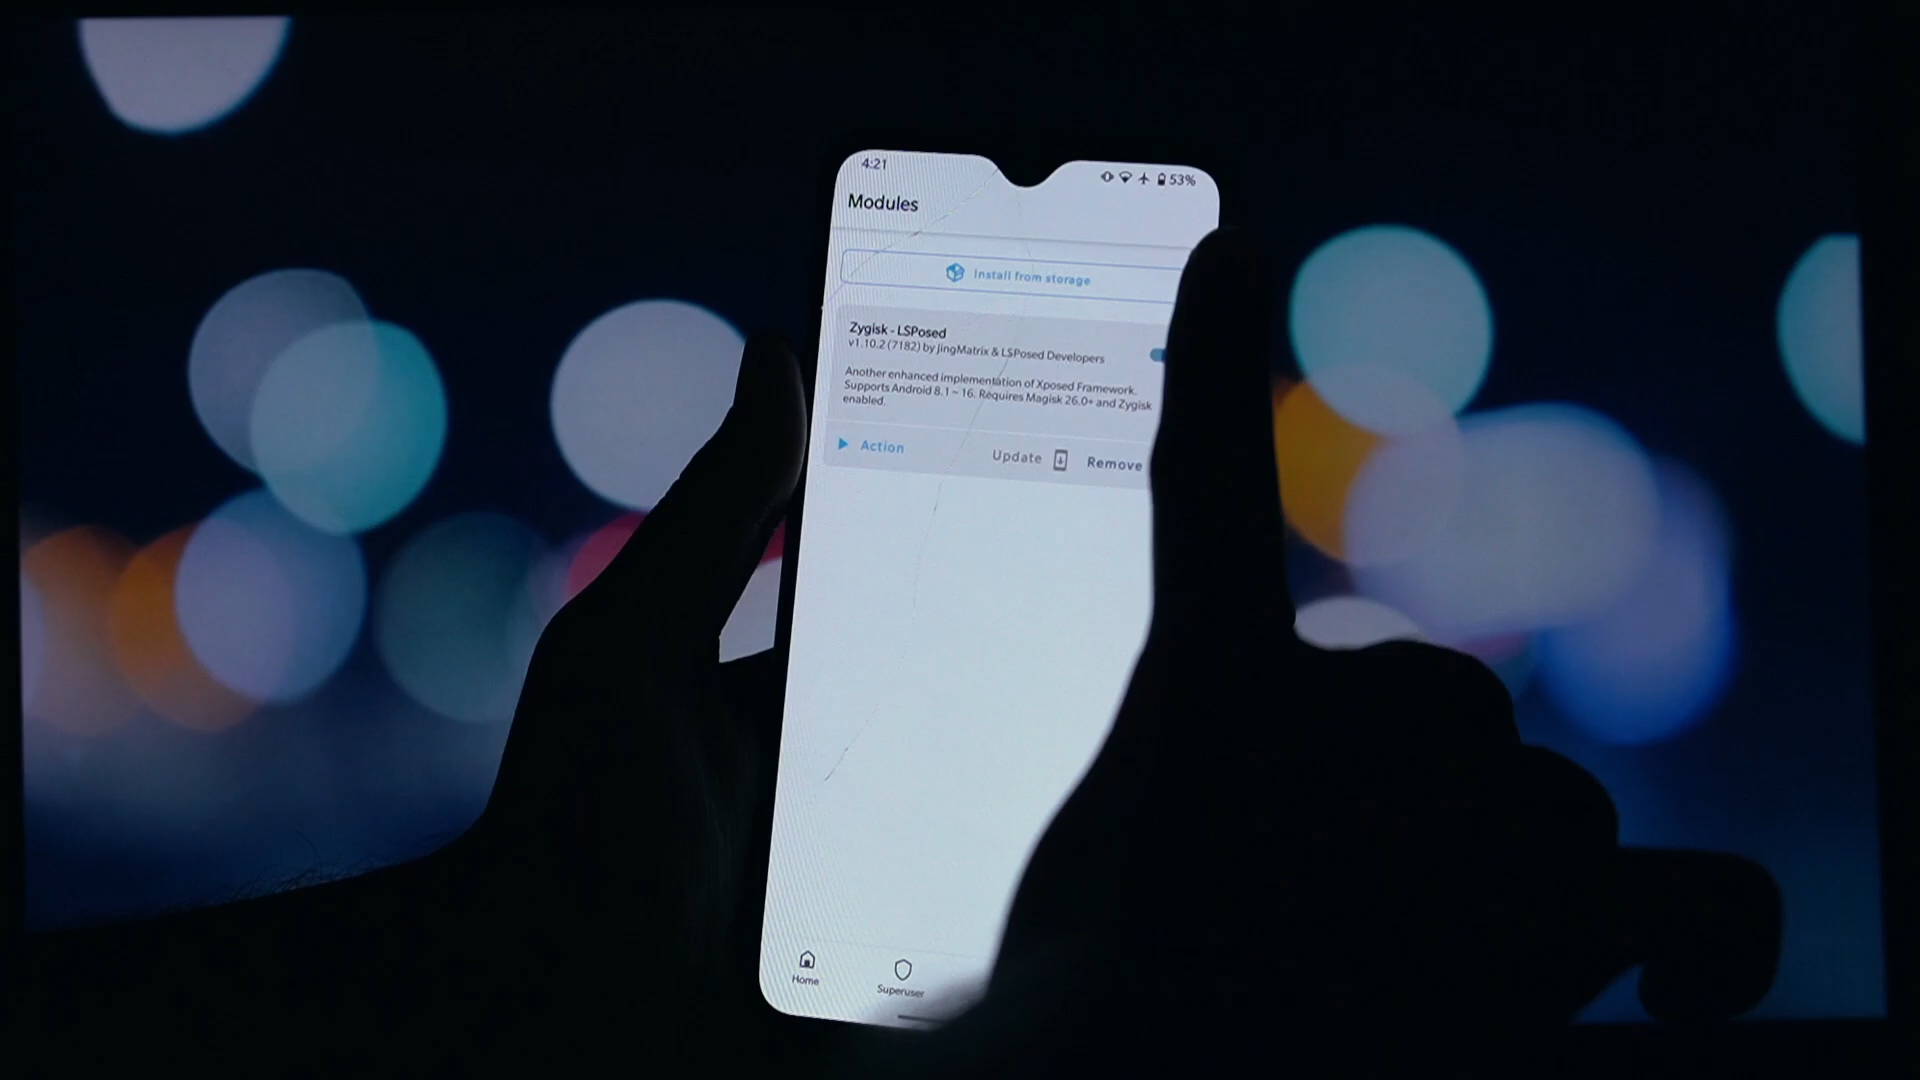 4:21
53%
Modules
Install from storage
Zygisk - LSPosed
v1.10.2 (7182) by JingMatrix & LSPosed Developers
Another enhanced implementation of Xposed Framework.
Supports Android 8.1 ~ 16. Requires Magisk 26.0+ and Zygisk
enabled.
Action
Update
Remove
Home
Superuser